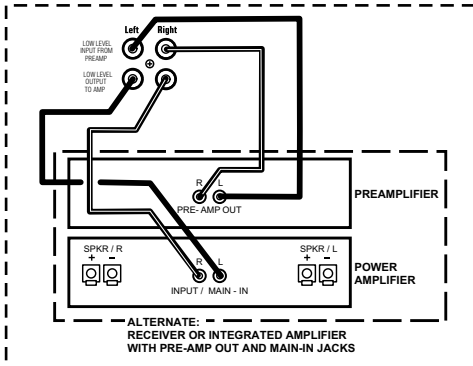 Left Right
LOW LEVEL
INPUT FROM
PREAMP
LOW LEVEL
OUTPUT
TO AMP
R L
PRE- AMP OUT
PREAMPLIFIER
SPKR / R
+ -
R L
INPUT / MAIN - IN
SPKR / L
+ -
POWER
AMPLIFIER
ALTERNATE:
RECEIVER OR INTEGRATED AMPLIFIER
WITH PRE-AMP OUT AND MAIN-IN JACKS